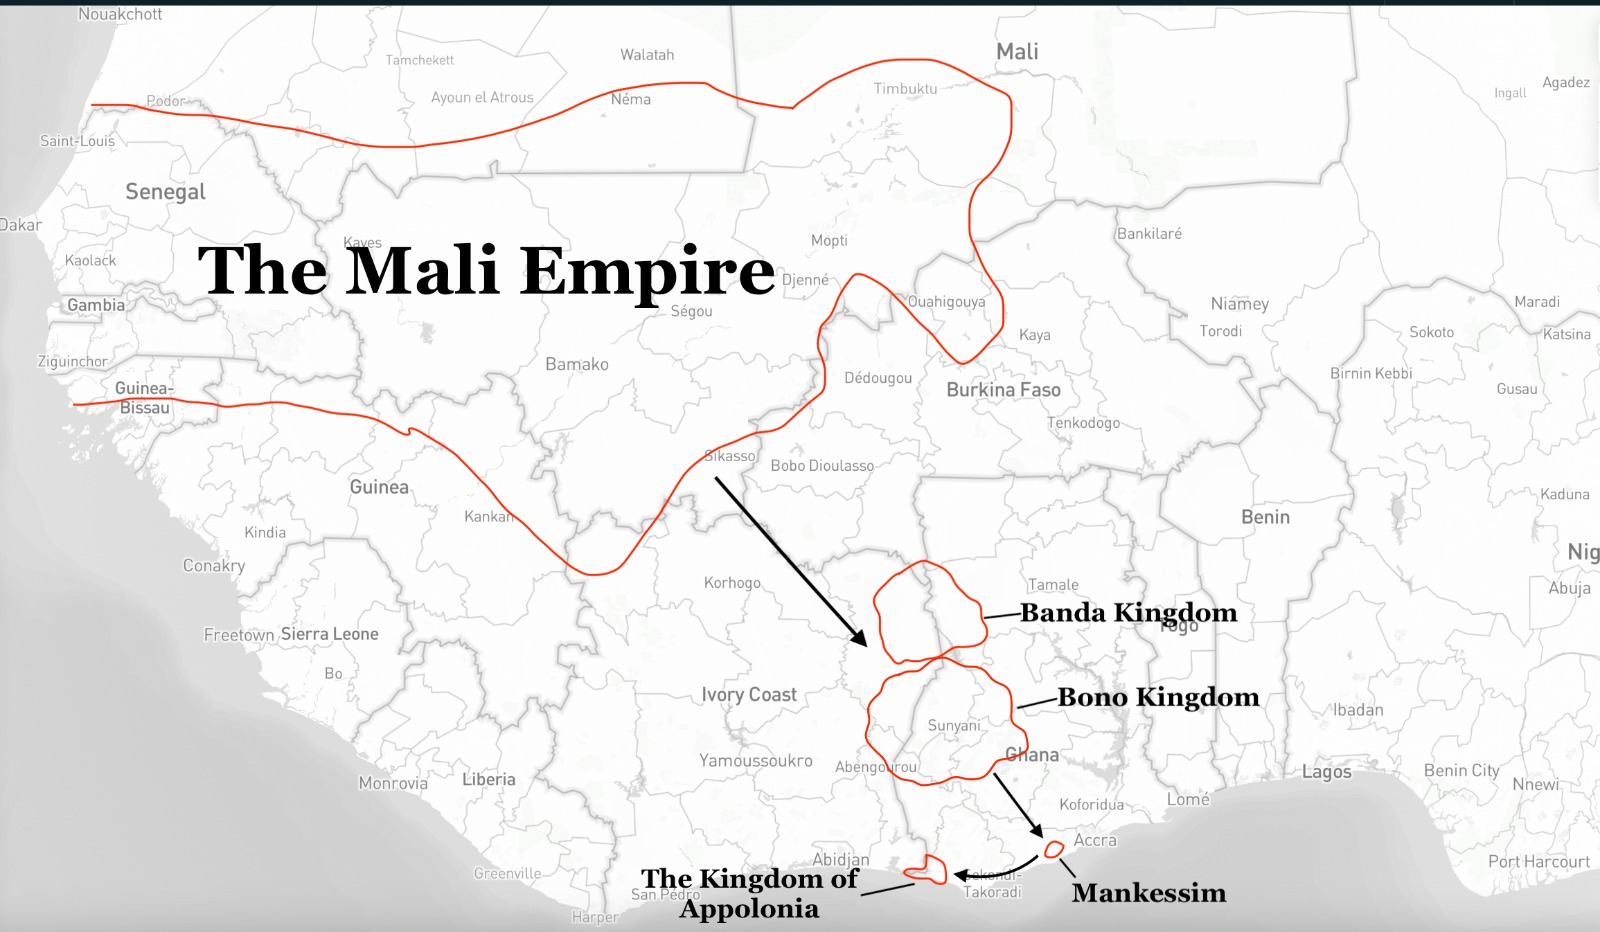 Nouakchott
Walatah
Mali
Tamchekett
Agadez
Timbuktu
Ingall
Ayoun el Atrous
Néma
Podor
Saint-Louis
Senegal
Dakar
Bankilaré
Kayes
Mopti
The Mali Empire
Kaolack
Djenné
Gambia
Ouahigouya
Niamey
Maradi
Ségou
Torodi
Sokoto
Katsina
Kaya
Ziguinchor
Bamako
Birnin Kebbi
Dédougou
Guinea-
Bissau
Burkina Faso
Gusau
Tenkodogo
Sikasso
Bobo Dioulasso
Guinea
Kaduna
Kankan
Benin
Kindia
Nig
Conakry
Korhogo
Tamale
Abuja
Banda Kingdom
Togo
Freetown
Sierra Leone
Bo
Ivory Coast
Bono Kingdom
Ibadan
Sunyani
Ghana
Yamoussoukro
Abengourou
Monrovia
Liberia
Lagos
Benin City
Nnewi
Lomé
Koforidua
Accra
Abidjan
Port Harcourt
Greenville
The Kingdom of
Appolonia
Sekondi-
Takoradi
Mankessim
San Pédro
Harper